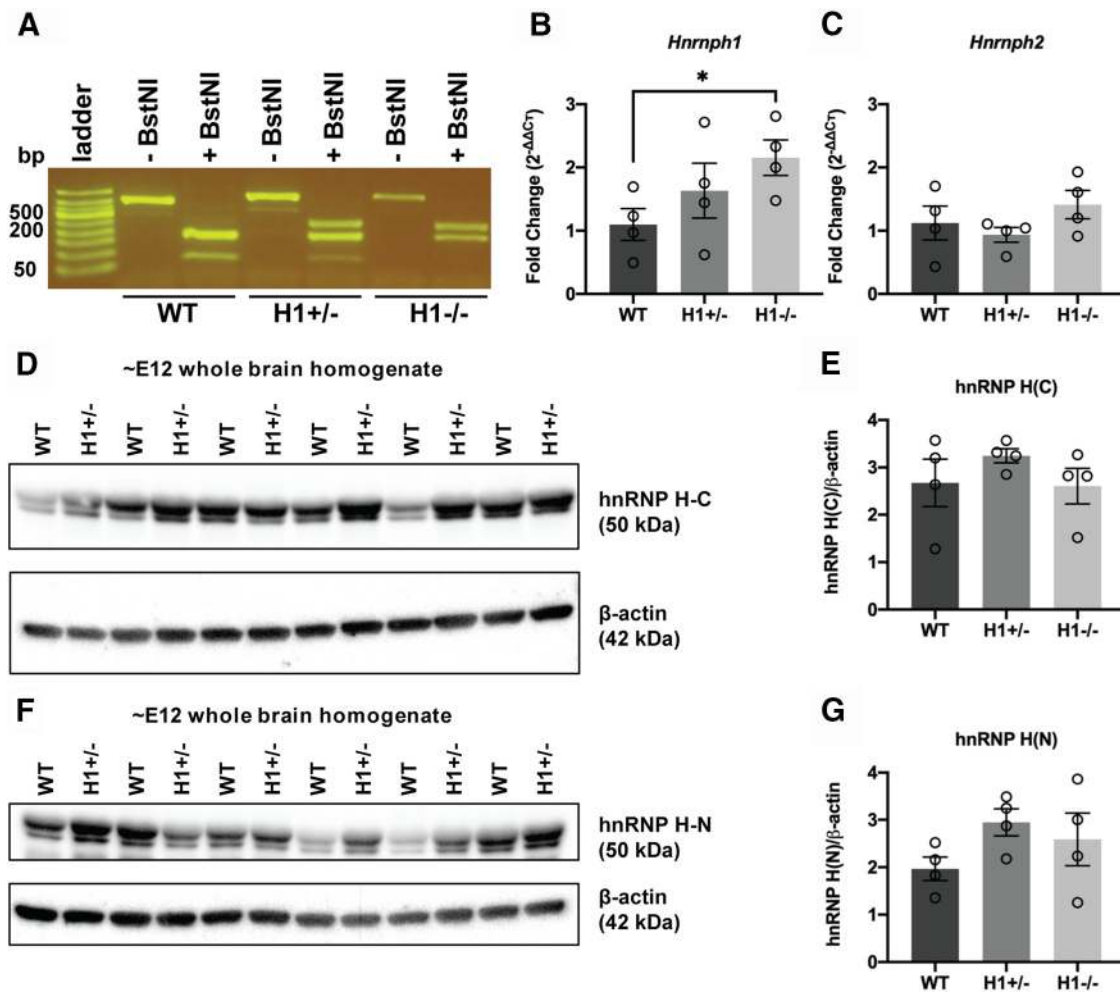 A
bp
ladder
- BstNI
+ BstNI
- BstNI
+ BstNI
- BstNI
+ BstNI
500
200
50
WT
H1+/-
H1-/-
B
Hnrnph1
*
Fold Change (2-ΔΔCT)
3
2
1
0
WT
H1+/-
H1-/-
C
Hnrnph2
Fold Change (2-ΔΔCT)
3
2
1
0
WT
H1+/-
H1-/-
D
~E12 whole brain homogenate
WT
H1+/-
WT
H1+/-
WT
H1+/-
WT
H1+/-
WT
H1+/-
WT
H1+/-
hnRNP H-C
(50 kDa)
β-actin
(42 kDa)
E
hnRNP H(C)
hnRNP H(C)/β-actin
4
3
2
1
0
WT
H1+/-
H1-/-
F
~E12 whole brain homogenate
WT
H1+/-
WT
H1+/-
WT
H1+/-
WT
H1+/-
WT
H1+/-
WT
H1+/-
hnRNP H-N
(50 kDa)
β-actin
(42 kDa)
G
hnRNP H(N)
hnRNP H(N)/β-actin
4
3
2
1
0
WT
H1+/-
H1-/-